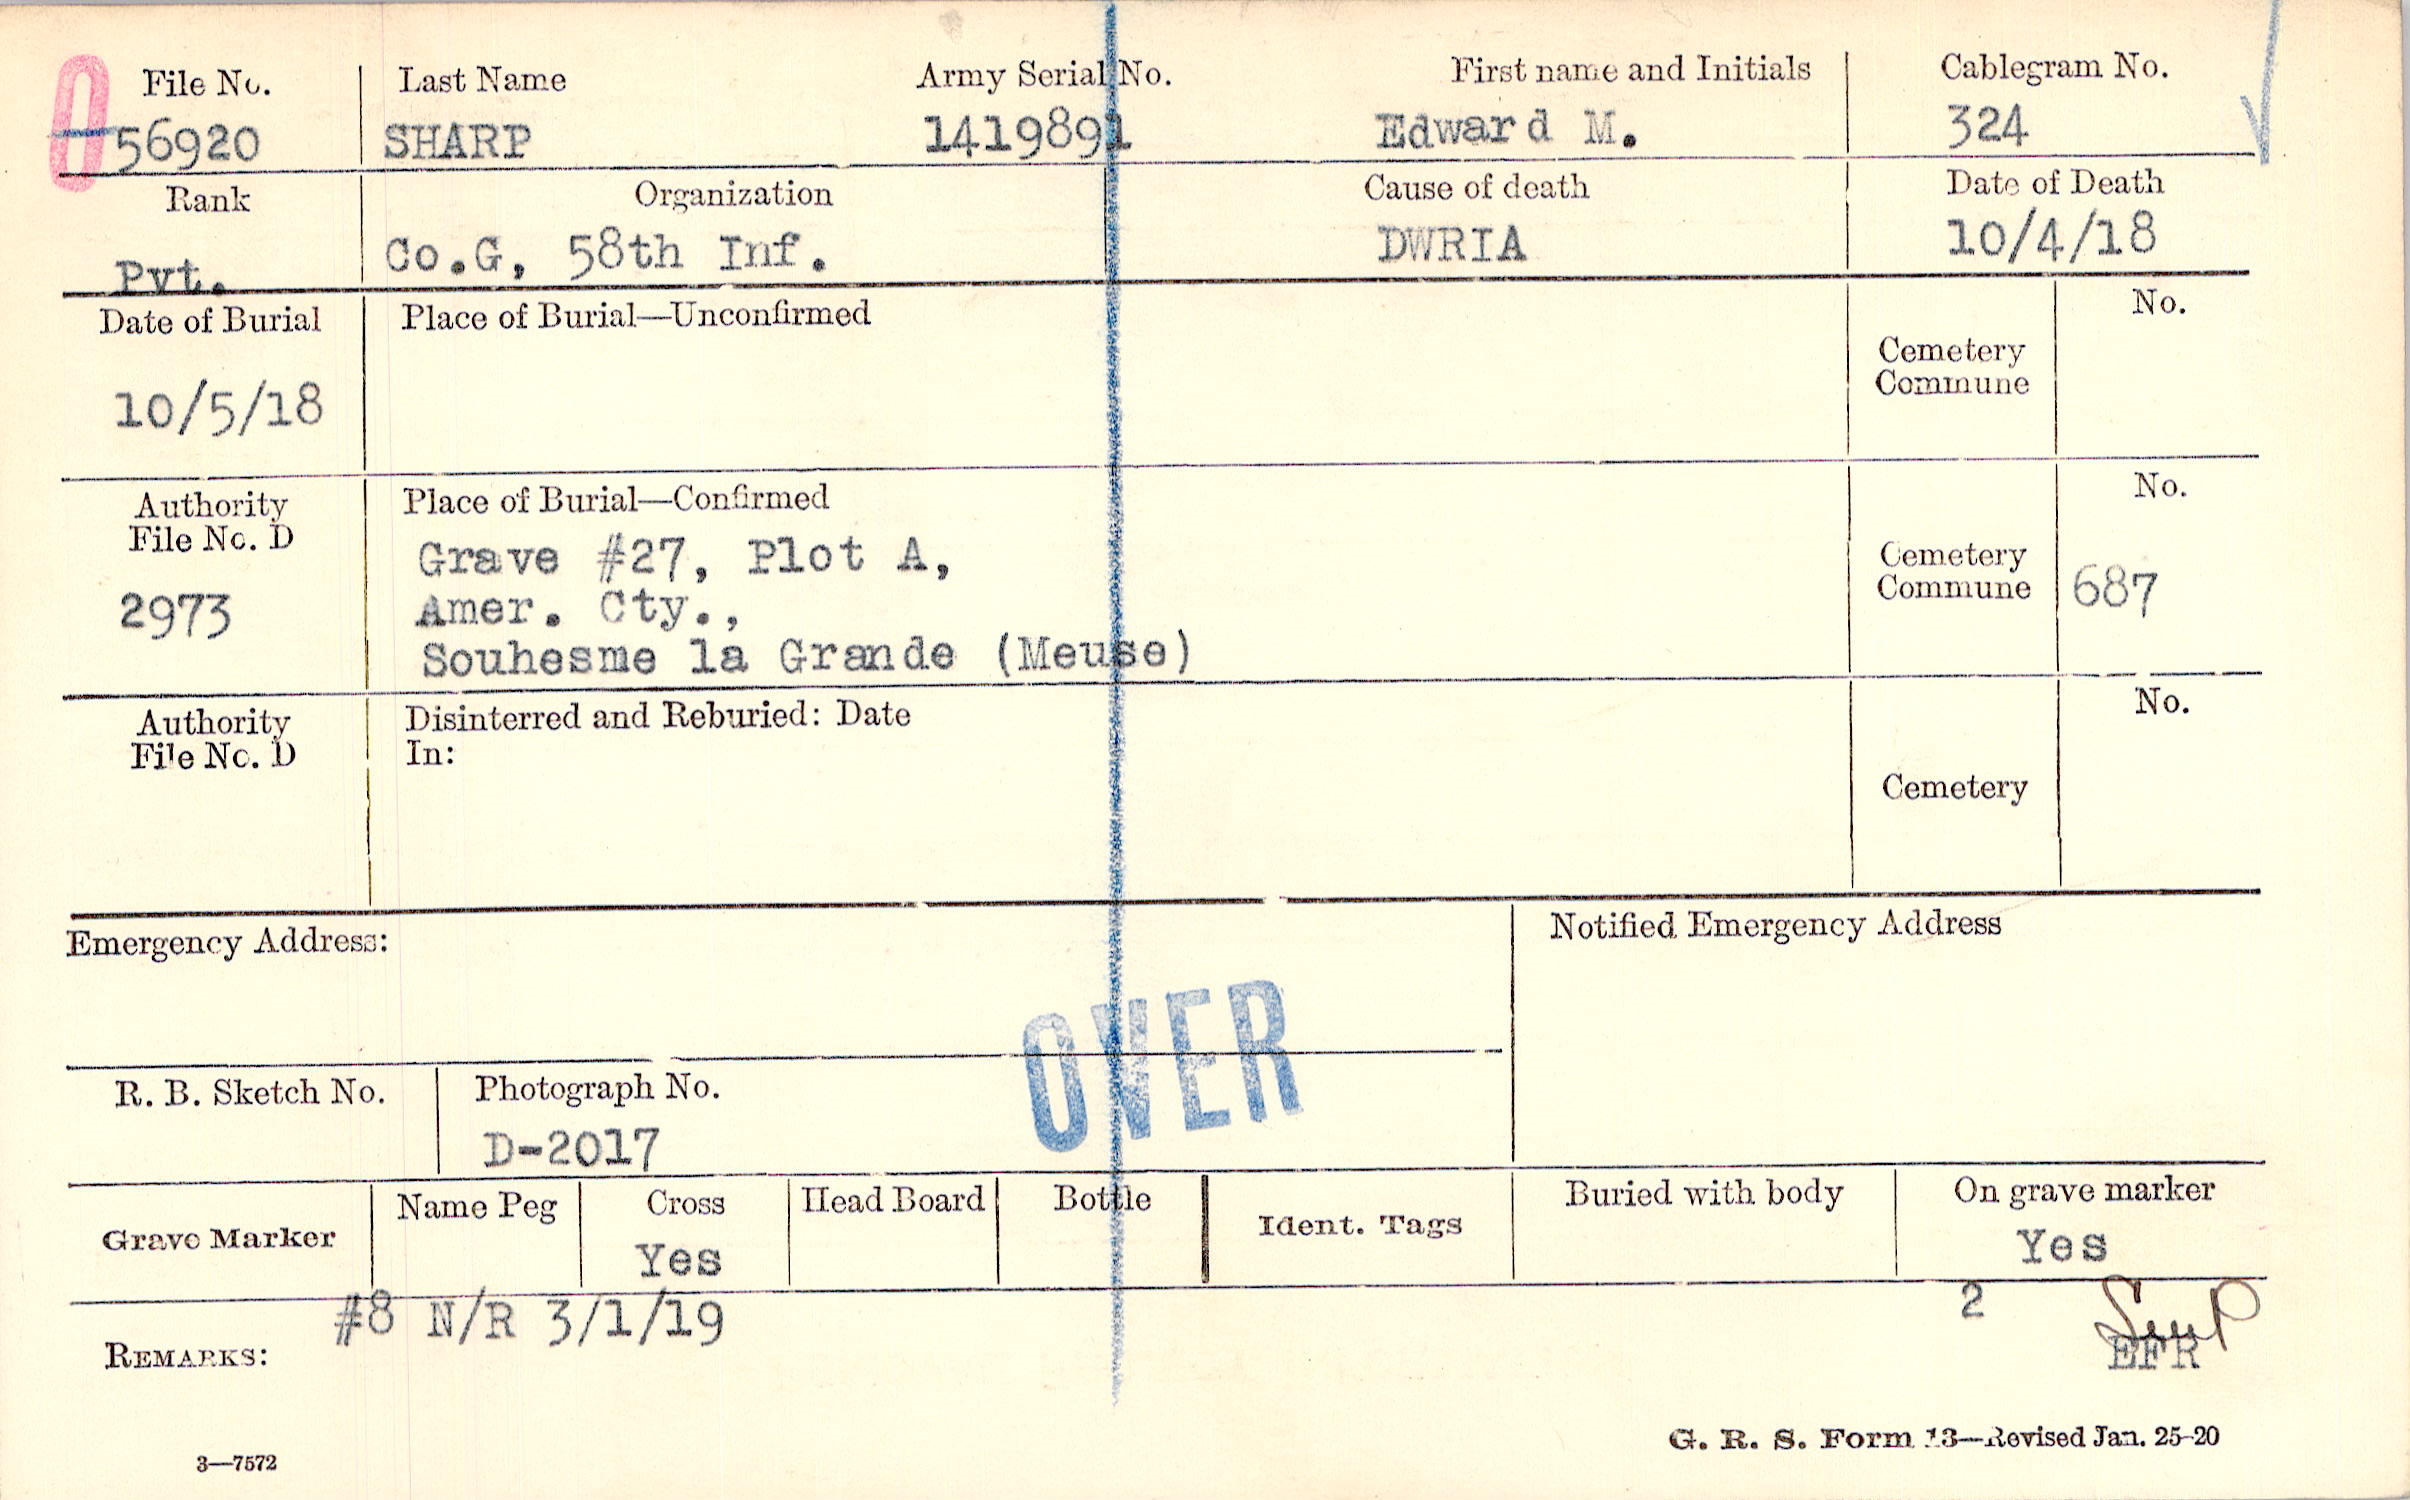 File No. Last Name Army Serial No. First name and Initials Cablegram No.
56920 SHARP 1419891 Edward M. 324
Rank Organization Cause of death Date of Death
Pvt. Co.G, 58th Inf. DWRIA 10/4/18
Date of Burial Place of Burial—Unconfirmed No.
Cemetery
Commune
10/5/18
Authority Place of Burial—Confirmed No.
File No. D
Grave #27, Plot A, Cemetery
2973 Amer. Cty., Commune 687
Souhesme la Grande (Meuse)
Authority Disinterred and Reburied: Date No.
File No. D In:
Cemetery
Emergency Address: Notified Emergency Address
OVER
R. B. Sketch No. Photograph No.
D-2017
Grave Marker Name Peg Cross Head Board Bottle Ident. Tags Buried with body On grave marker
Yes Yes
#8 N/R 3/1/19 2
REMARKS: EFR
G. R. S. Form 13—Revised Jan. 25-20
3—7572